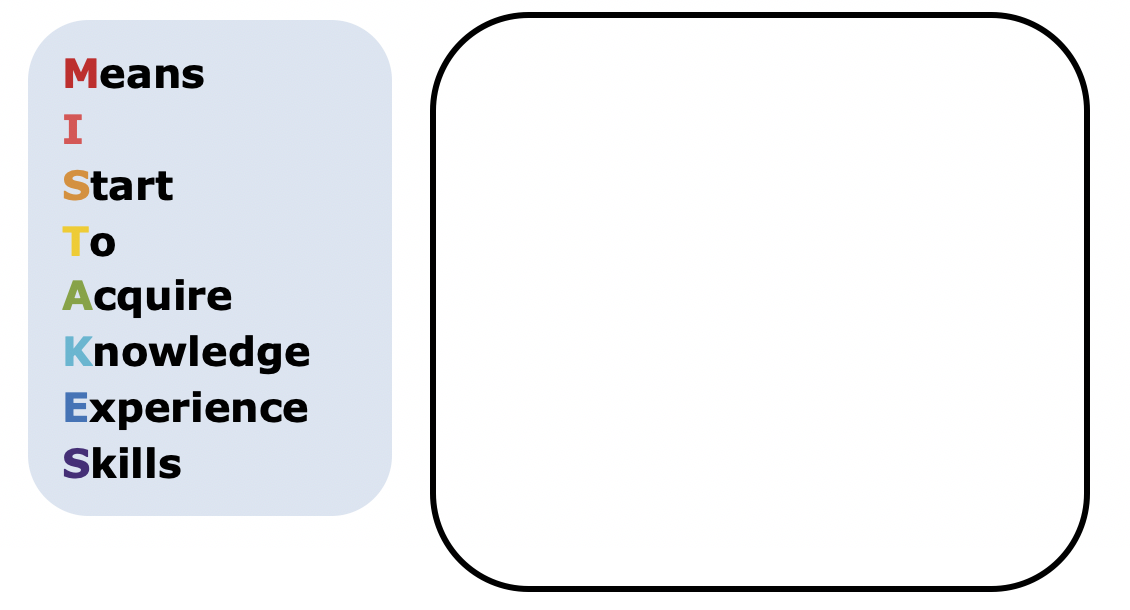 Means
I
Start
To
Acquire
Knowledge
Experience
Skills